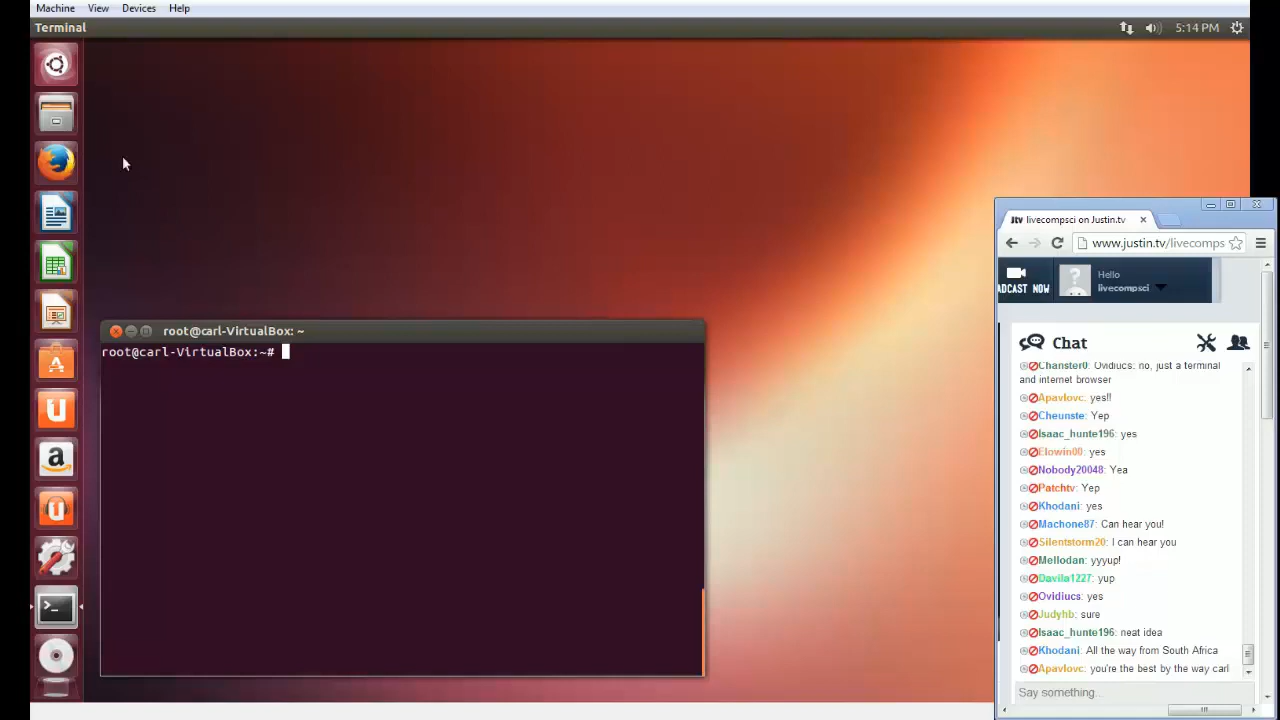 Machine View Devices Help
Terminal
5:14 PM
root@carl-VirtualBox: ~
root@carl-VirtualBox:~#
livecompsci on Justin.tv
www.justin.tv/livecomps
ADCAST NOW
Hello
livecompsci
Chat
Chanster0: Ovidiucs: no, just a terminal
and internet browser
Apavlovc: yes!!
Cheunste: Yep
Isaac_hunte196: yes
Elowin00: yes
Nobody20048: Yea
Patchtv: Yep
Khodani: yes
Machone87: Can hear you!
Silentstorm20: I can hear you
Mellodan: yyyup!
Davila1227: yup
Ovidiucs: yes
Judyhb: sure
Isaac_hunte196: neat idea
Khodani: All the way from South Africa
Apavlovc: you're the best by the way carl
Say something...